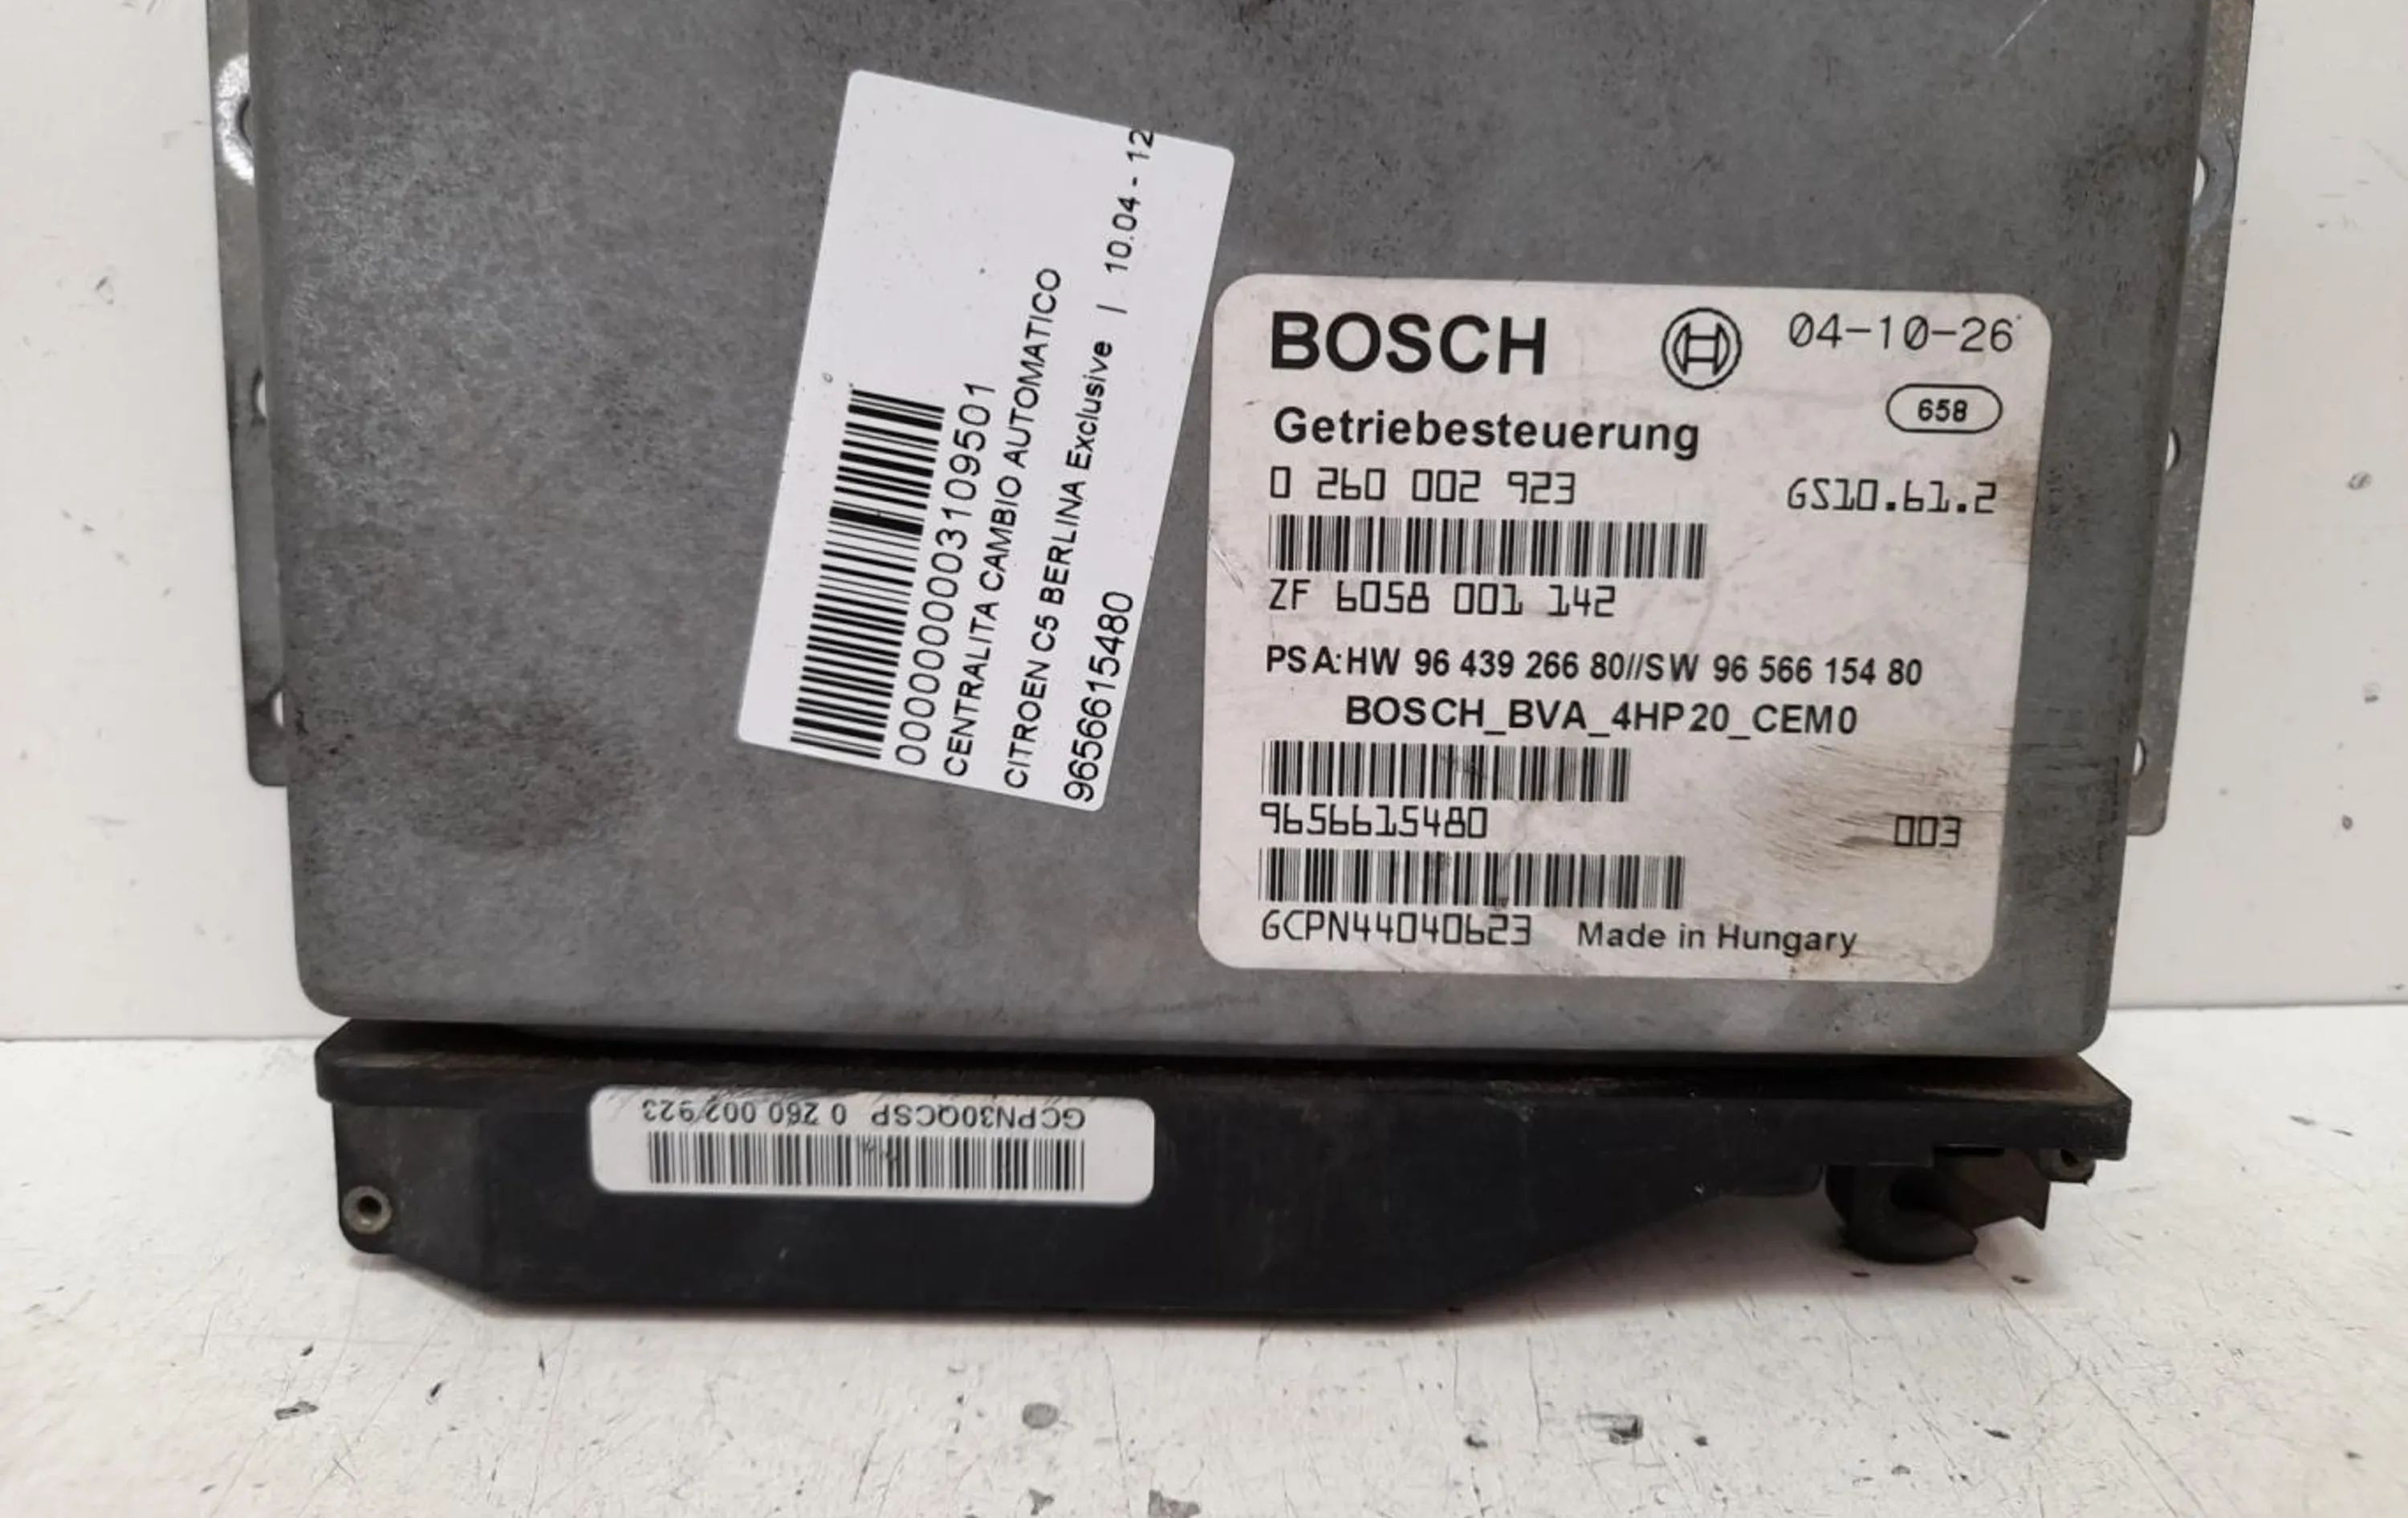 0000000003109501
CENTRALITA CAMBIO AUTOMATICO
CITROEN C5 BERLINA Exclusive | 10.04 - 12
9656615480
BOSCH 04-10-26
658
Getriebesteuerung
0 260 002 923 GS10.61.2
ZF 6058 001 142
PSA:HW 96 439 266 80//SW 96 566 154 80
BOSCH_BVA_4HP20_CEM0
9656615480 003
GCPN44040623 Made in Hungary
GCPN30QCSP 0 260 002 923